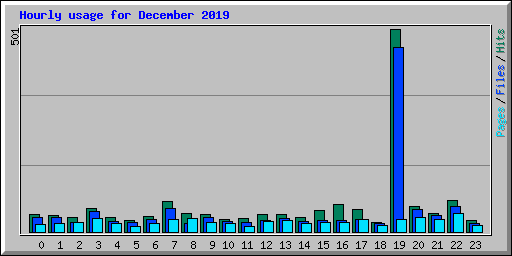 Hourly usage for December 2019
501
Pages/Files/Hits
0 1 2 3 4 5 6 7 8 9 10 11 12 13 14 15 16 17 18 19 20 21 22 23